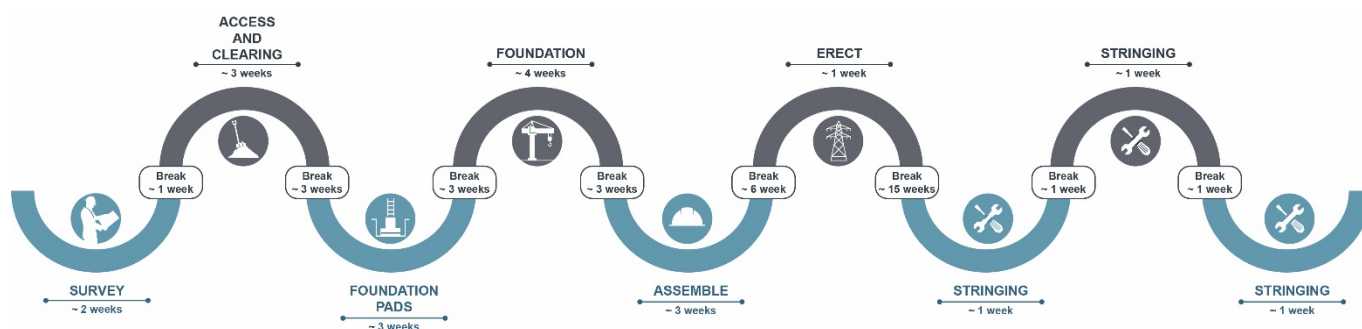 ACCESS
AND
CLEARING
~ 3 weeks
FOUNDATION
~ 4 weeks
ERECT
~ 1 week
STRINGING
~ 1 week
Break
~ 1 week
Break
~ 3 weeks
Break
~ 3 weeks
Break
~ 3 weeks
Break
~ 6 week
Break
~ 15 weeks
Break
~ 1 week
Break
~ 1 week
SURVEY
~ 2 weeks
FOUNDATION
PADS
~ 3 weeks
ASSEMBLE
~ 3 weeks
STRINGING
~ 1 week
STRINGING
~ 1 week